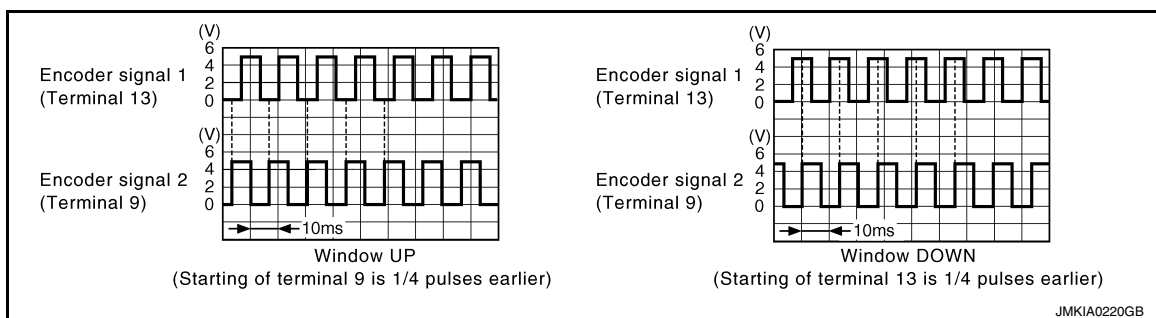 (V)
6
4
2
0
Encoder signal 1
(Terminal 13)
(V)
6
4
2
0
Encoder signal 2
(Terminal 9)
10ms
Window UP
(Starting of terminal 9 is 1/4 pulses earlier)
(V)
6
4
2
0
Encoder signal 1
(Terminal 13)
(V)
6
4
2
0
Encoder signal 2
(Terminal 9)
10ms
Window DOWN
(Starting of terminal 13 is 1/4 pulses earlier)
JMKIA0220GB